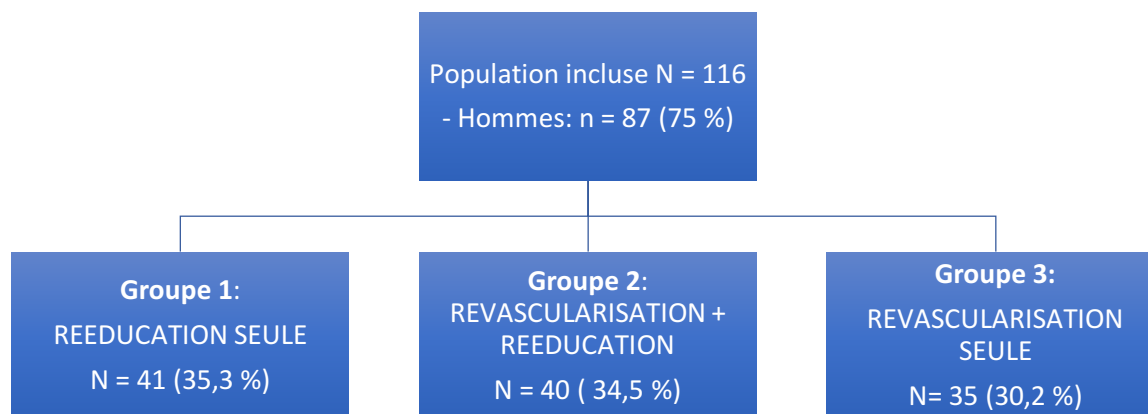 Population incluse N = 116
- Hommes: n = 87 (75 %)
Groupe 1:
REEDUCATION SEULE
N = 41 (35,3 %)
Groupe 2:
REVASCULARISATION +
REEDUCATION
N = 40 ( 34,5 %)
Groupe 3:
REVASCULARISATION
SEULE
N= 35 (30,2 %)